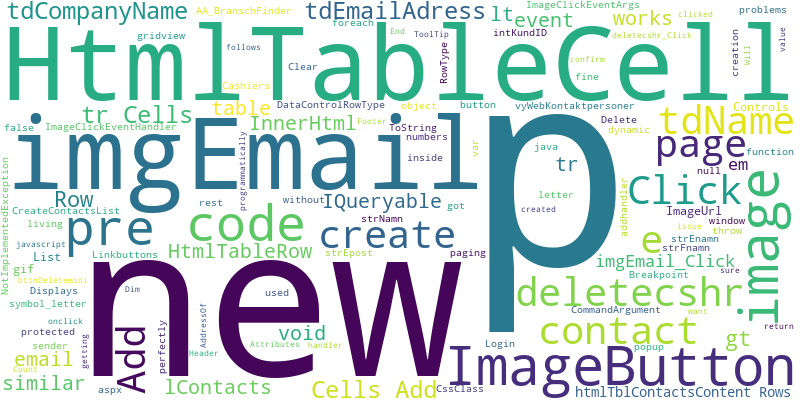 tdCompanyName
AA_BranschFinder
tdEmailAdress
lt
ImageClickEventArgs
event
works
clicked
problems
gridview
follows
foreach
End
ToolTip
intKundID
deletecshr_Click
HtmlTableCell
Clear
RowType
confirm
fine
creation
Will
value
Cashiers
table
DataControlRowType
object
button
vyWebKontaktpersoner
Controls
tr Cells
false
ImageClickEventHandler
InnerHtml
ToString
Footer
numbers
Delete
dynamic
tdName
imgEmail
p
page
function
java
inside
var
tr
em
null
NotImplementedException
programmatically
Row
rest
without
IQueryable
letter
addhandler
Click
image
CreateContactsList
living
pre
code
strNamn
got
created
ImageUrl
window
create
e
issue
throw
javascript
Linkbuttons
HtmlTableRow
strEpost
paging
strEnamn
strFnamn
List
gif
imgEmail_Click
bttnDeletemini
Displays
Dim
new
used
Breakpoint
sure
deletecshr
symbol_letter
CommandArgument
want
onclick
protected
Add
perfectly
AddressOf
void
contact
return
sender
getting
Header
Attributes
handler
Login
popup
gt
email
Count
aspx
similar
lContacts
Cells Add
CssClass
ImageButton
htmlTblContactsContent Rows